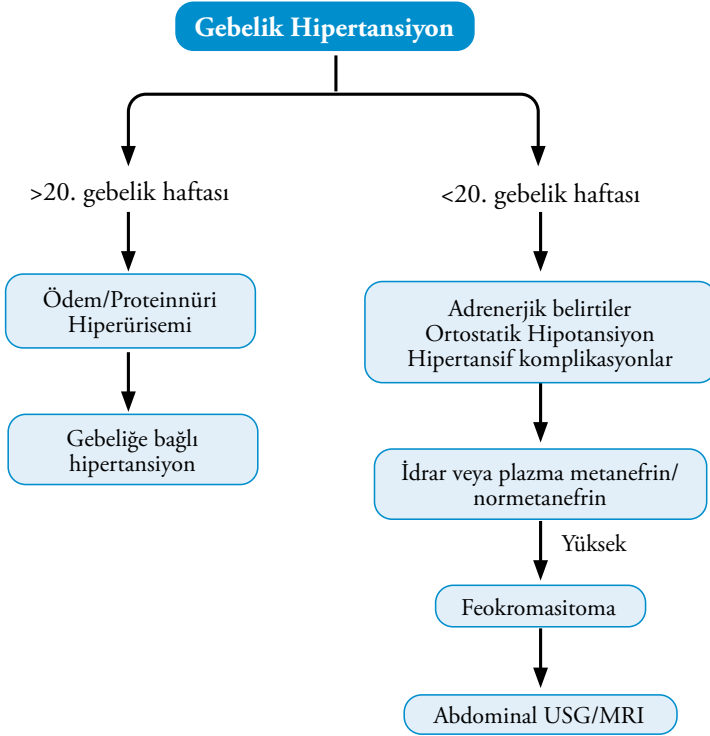 Gebelik Hipertansiyon
>20. gebelik haftası
Ödem/Proteinnüri
Hiperürisemi
Gebeliğe bağlı
hipertansiyon
<20. gebelik haftası
Adrenerjik belirtiler
Ortostatik Hipotansiyon
Hipertansif komplikasyonlar
İdrar veya plazma metanefrin/
normetanefrin
Yüksek
Feokromasitoma
Abdominal USG/MRI